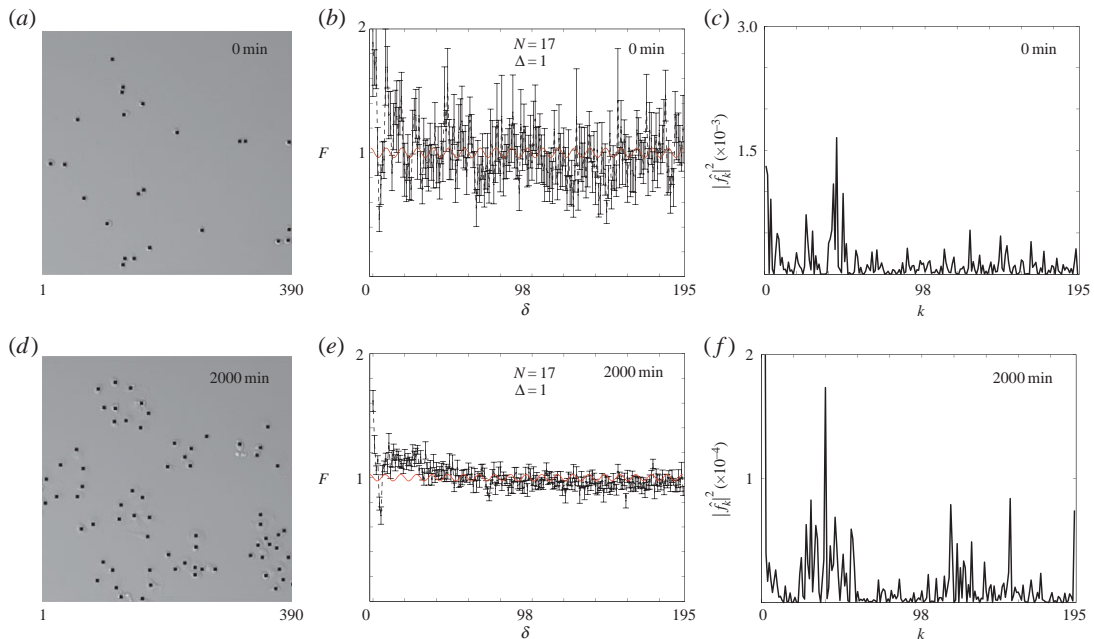 (a)
0 min
1
390
(b)
2
N = 17
0 min
Δ = 1
F
1
0
98
195
δ
(c)
3.0
0 min
|f̂k|² (×10⁻³)
1.5
0
98
195
k
(d)
2000 min
1
390
(e)
2
N = 17
2000 min
Δ = 1
F
1
0
98
195
δ
(f)
2
2000 min
|f̂k|² (×10⁻⁴)
1
0
98
195
k